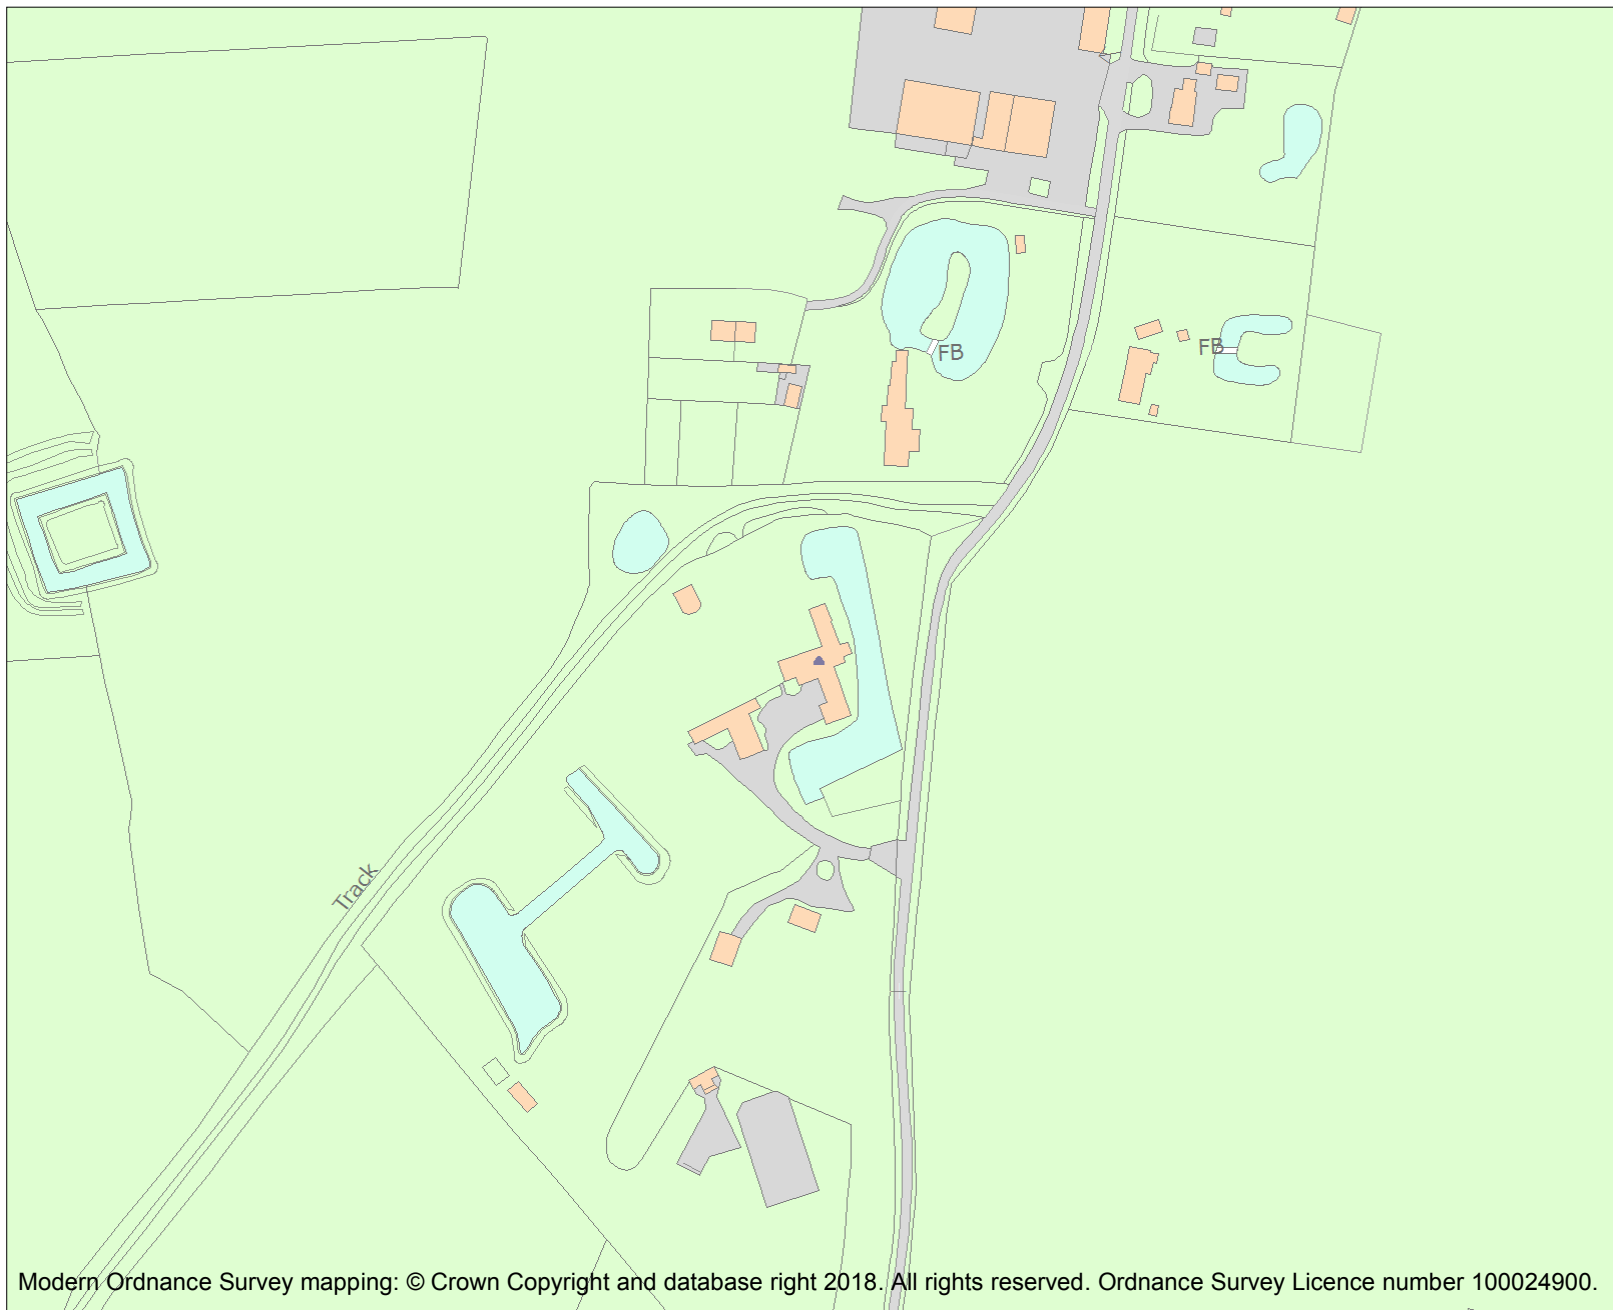 FB
FB
Track
Modern Ordnance Survey mapping: © Crown Copyright and database right 2018. All rights reserved. Ordnance Survey Licence number 100024900.